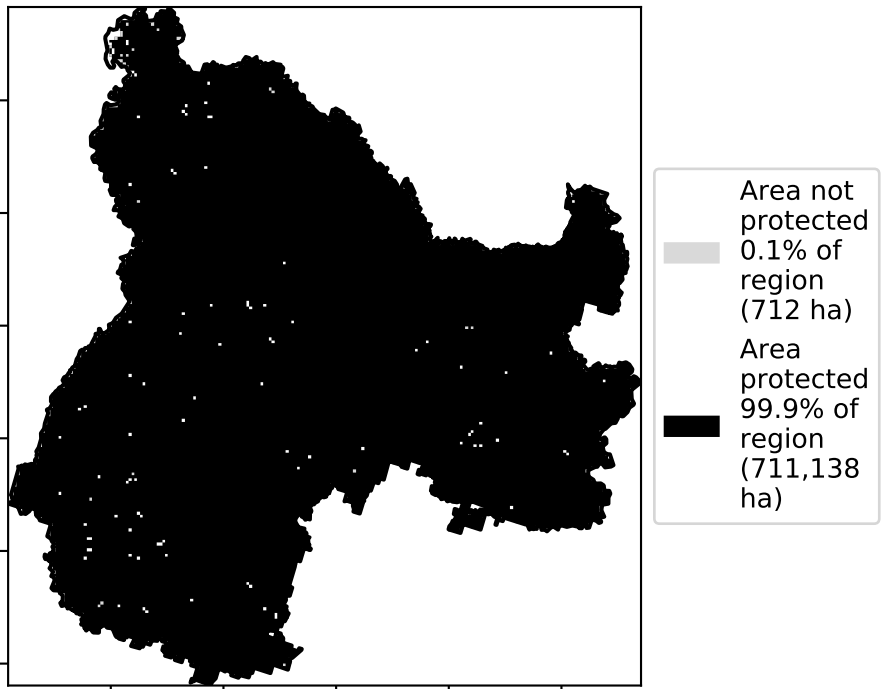 Area not
protected
0.1% of
region
(712 ha)
Area
protected
99.9% of
region
(711,138
ha)